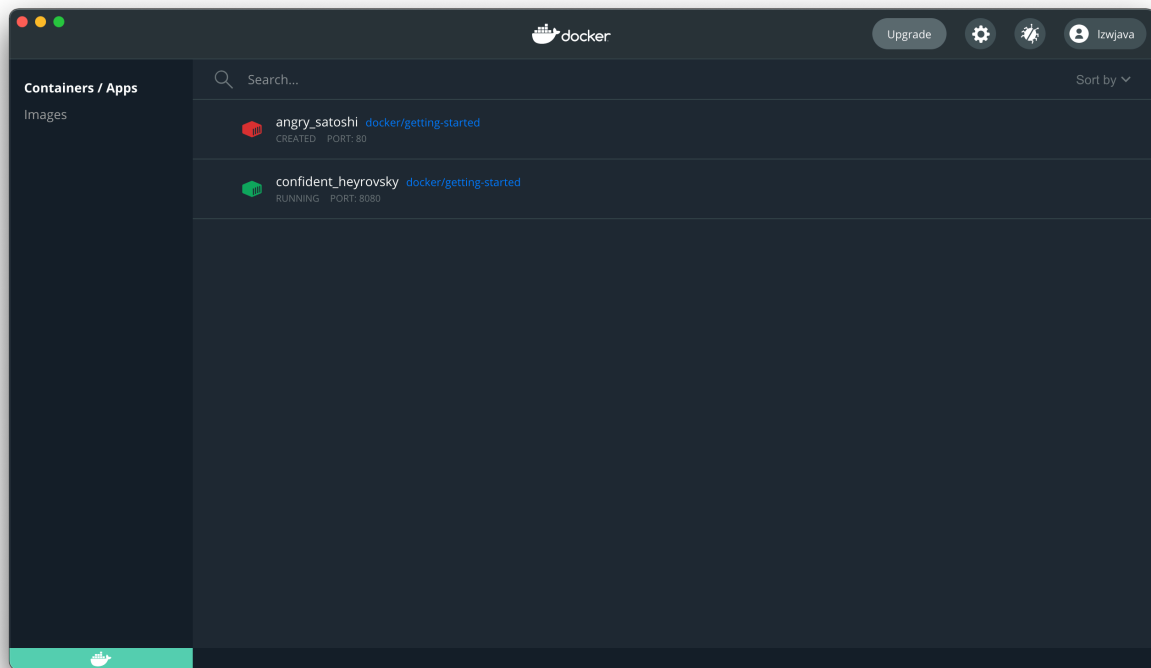 docker
Upgrade
lzwjava
Containers / Apps
Images
Search...
Sort by
angry_satoshi docker/getting-started
CREATED PORT: 80
confident_heyrovsky docker/getting-started
RUNNING PORT: 8080